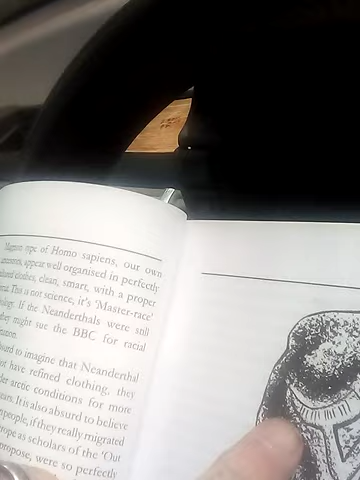 Magnon type of Homo sapiens, our own
ancestors, appear well organised in perfectly
tailored clothes, clean, smart, with a proper
This is not science, it's 'Master-race'
If the Neanderthals were still
they might sue the BBC for racial
absurd to imagine that Neanderthal
not have refined clothing, they
arctic conditions for more
years. It is also absurd to believe
people, if they really migrated
Europe as scholars of the 'Out
propose, were so perfectly